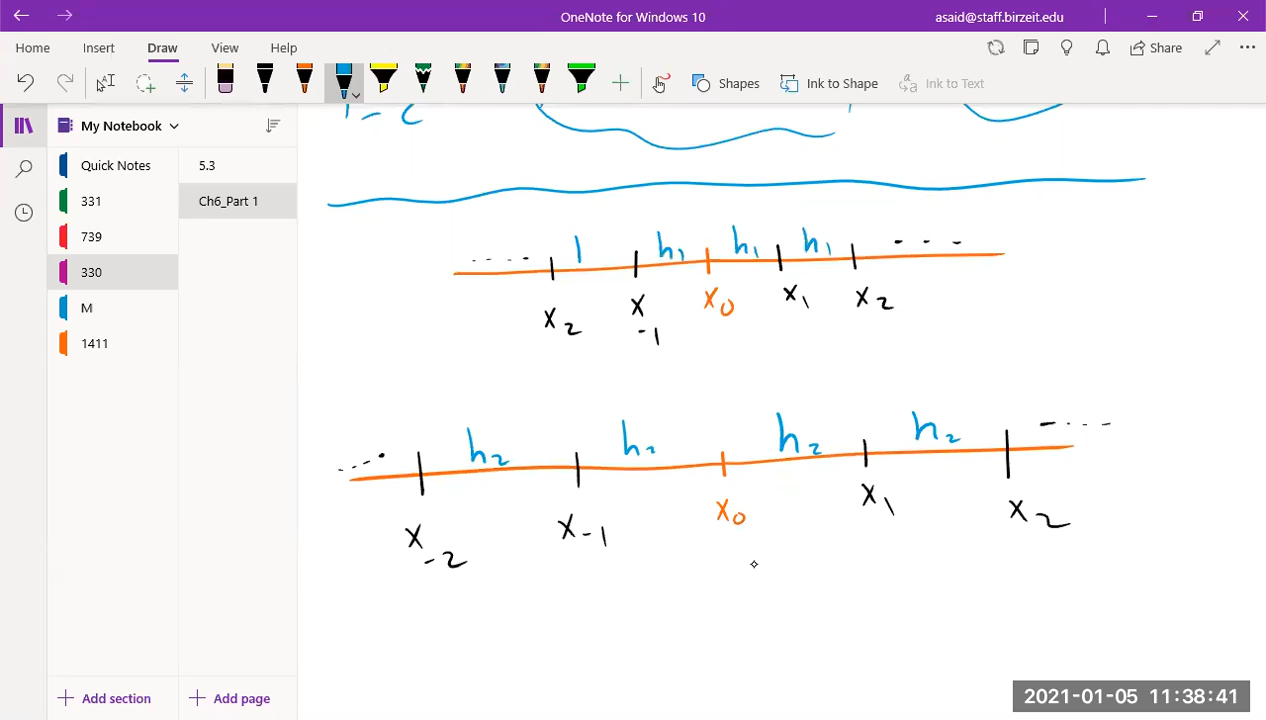 OneNote for Windows 10
asaid@staff.birzeit.edu
Home Insert Draw View Help
Share
Shapes Ink to Shape Ink to Text
My Notebook
Quick Notes
331
739
330
M
1411
5.3
Ch6_Part 1
..... h₁ h₁ h₁ ...
x₂ x₋₁ x₀ x₁ x₂
.... h₂ h₂ h₂ h₂ ....
x₋₂ x₋₁ x₀ x₁ x₂
Add section Add page
2021-01-05 11:38:41